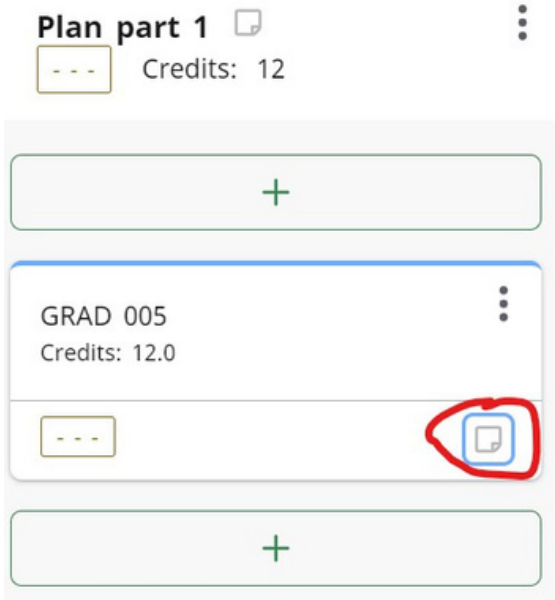 Plan part 1
- - - Credits: 12
+
GRAD 005
Credits: 12.0
- - -
+